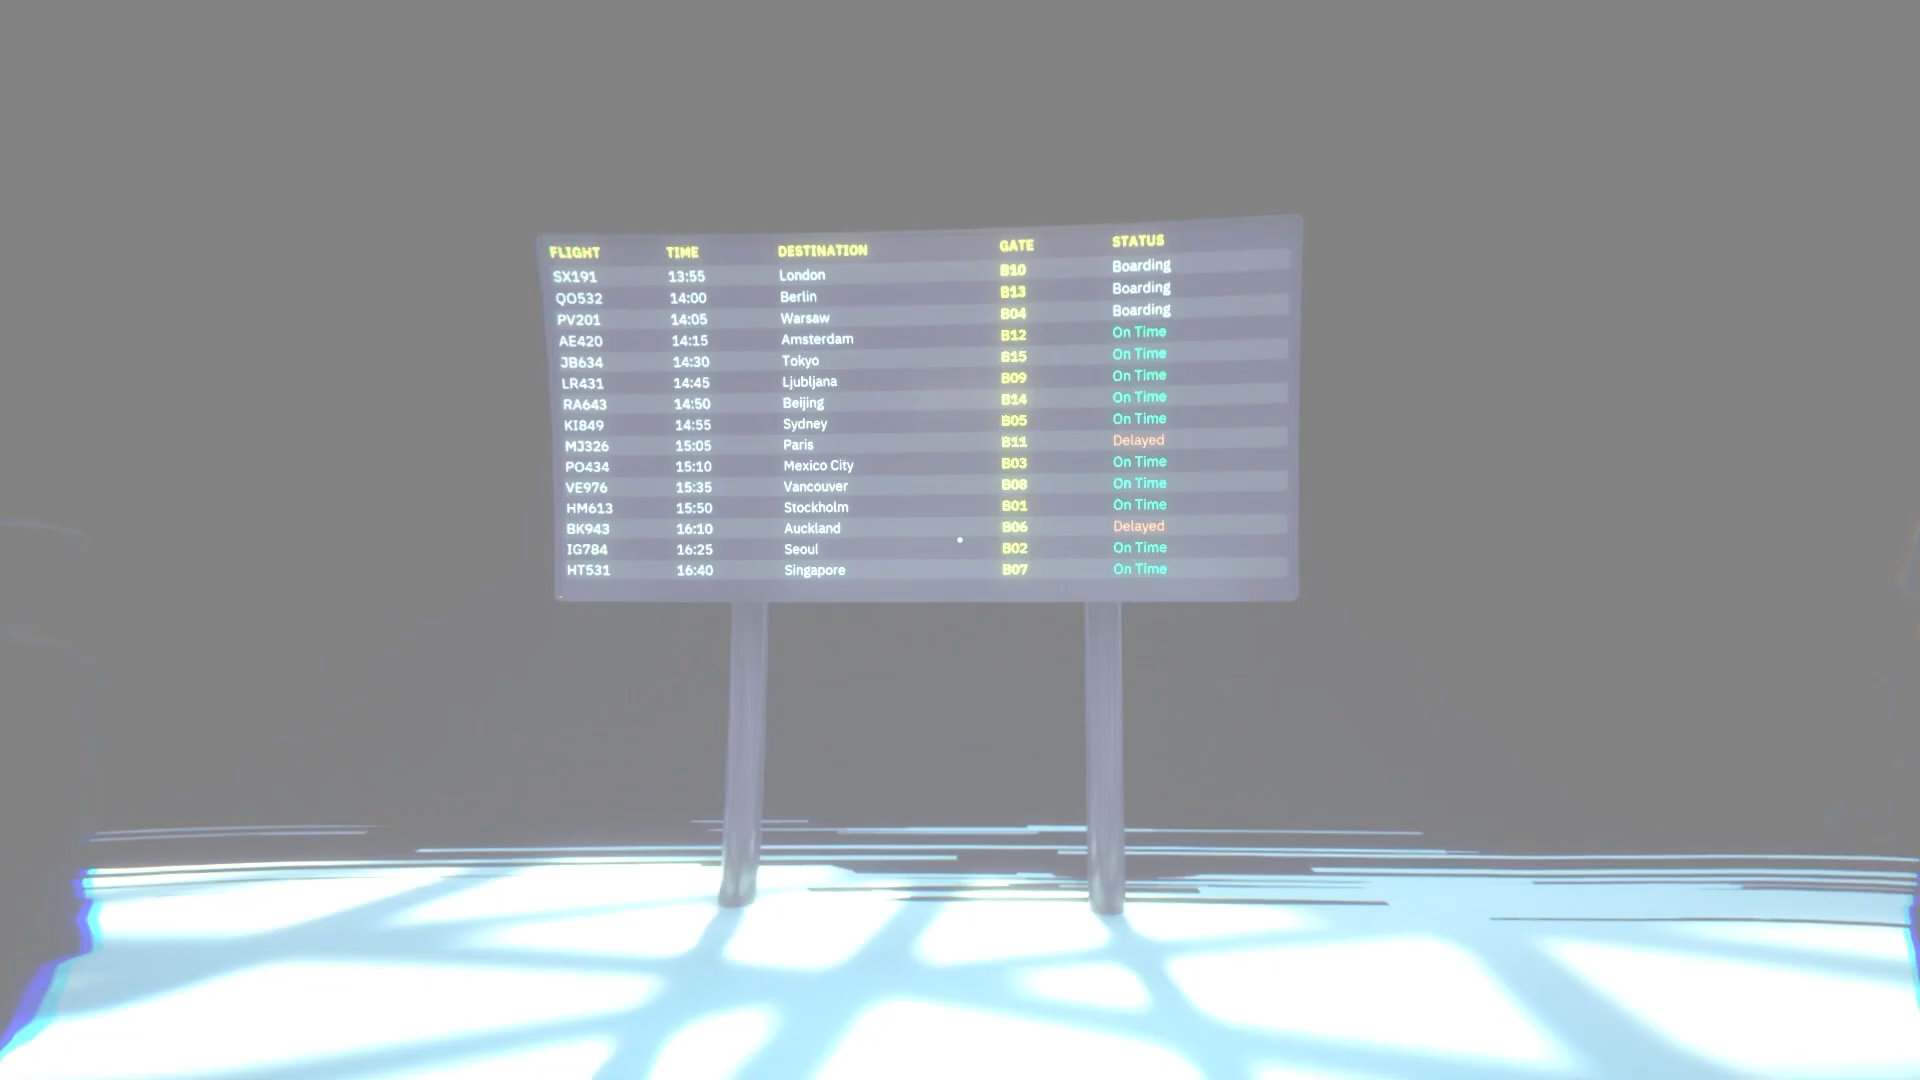 FLIGHT TIME DESTINATION GATE STATUS
SX191 13:55 London B10 Boarding
QO532 14:00 Berlin B13 Boarding
PV201 14:05 Warsaw B04 Boarding
AE420 14:15 Amsterdam B12 On Time
JB634 14:30 Tokyo B15 On Time
LR431 14:45 Ljubljana B09 On Time
RA643 14:50 Beijing B14 On Time
KI849 14:55 Sydney B05 On Time
MJ326 15:05 Paris B11 Delayed
PO434 15:10 Mexico City B03 On Time
VE976 15:35 Vancouver B08 On Time
HM613 15:50 Stockholm B01 On Time
BK943 16:10 Auckland B06 Delayed
IG784 16:25 Seoul B02 On Time
HT531 16:40 Singapore B07 On Time